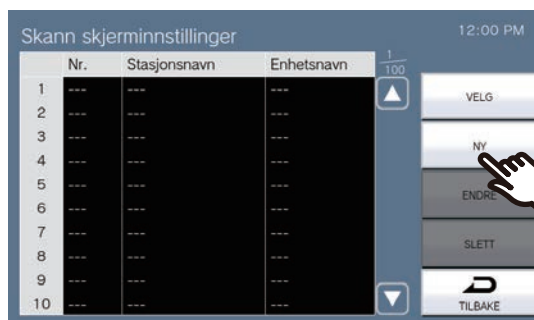 Skann skjerminnstillinger 12:00 PM
Nr. Stasjonsnavn Enhetsnavn 1/100
1 --- --- ---
2 --- --- ---
3 --- --- ---
4 --- --- ---
5 --- --- ---
6 --- --- ---
7 --- --- ---
8 --- --- ---
9 --- --- ---
10 --- --- ---
VELG
NY
ENDRE
SLETT
TILBAKE